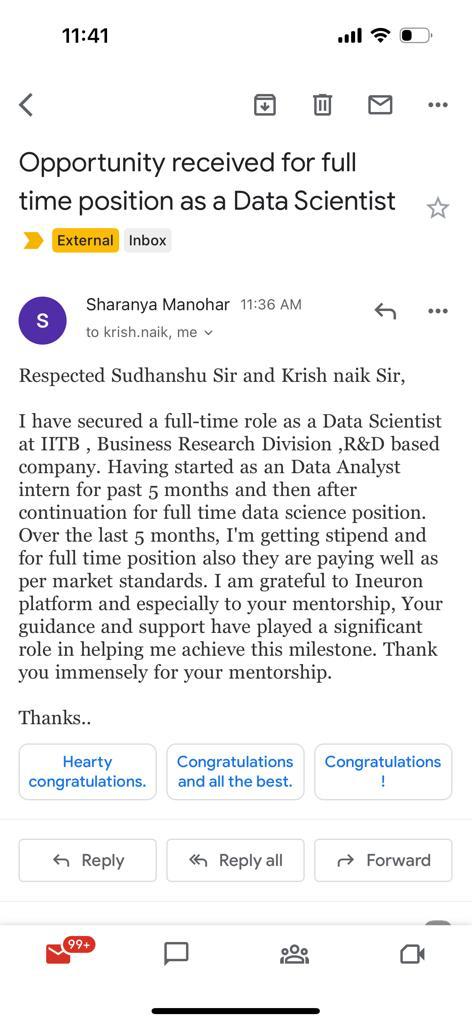 11:41
Opportunity received for full
time position as a Data Scientist
External Inbox
S
Sharanya Manohar 11:36 AM
to krish.naik, me
Respected Sudhanshu Sir and Krish naik Sir,
I have secured a full-time role as a Data Scientist
at IITB , Business Research Division ,R&D based
company. Having started as an Data Analyst
intern for past 5 months and then after
continuation for full time data science position.
Over the last 5 months, I'm getting stipend and
for full time position also they are paying well as
per market standards. I am grateful to Ineuron
platform and especially to your mentorship, Your
guidance and support have played a significant
role in helping me achieve this milestone. Thank
you immensely for your mentorship.
Thanks..
Hearty
congratulations.
Congratulations
and all the best.
Congratulations
!
Reply
Reply all
Forward
99+